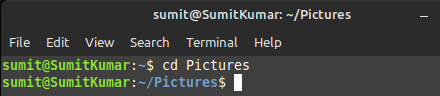 sumit@SumitKumar: ~/Pictures
File Edit View Search Terminal Help
sumit@SumitKumar:~$ cd Pictures
sumit@SumitKumar:~/Pictures$